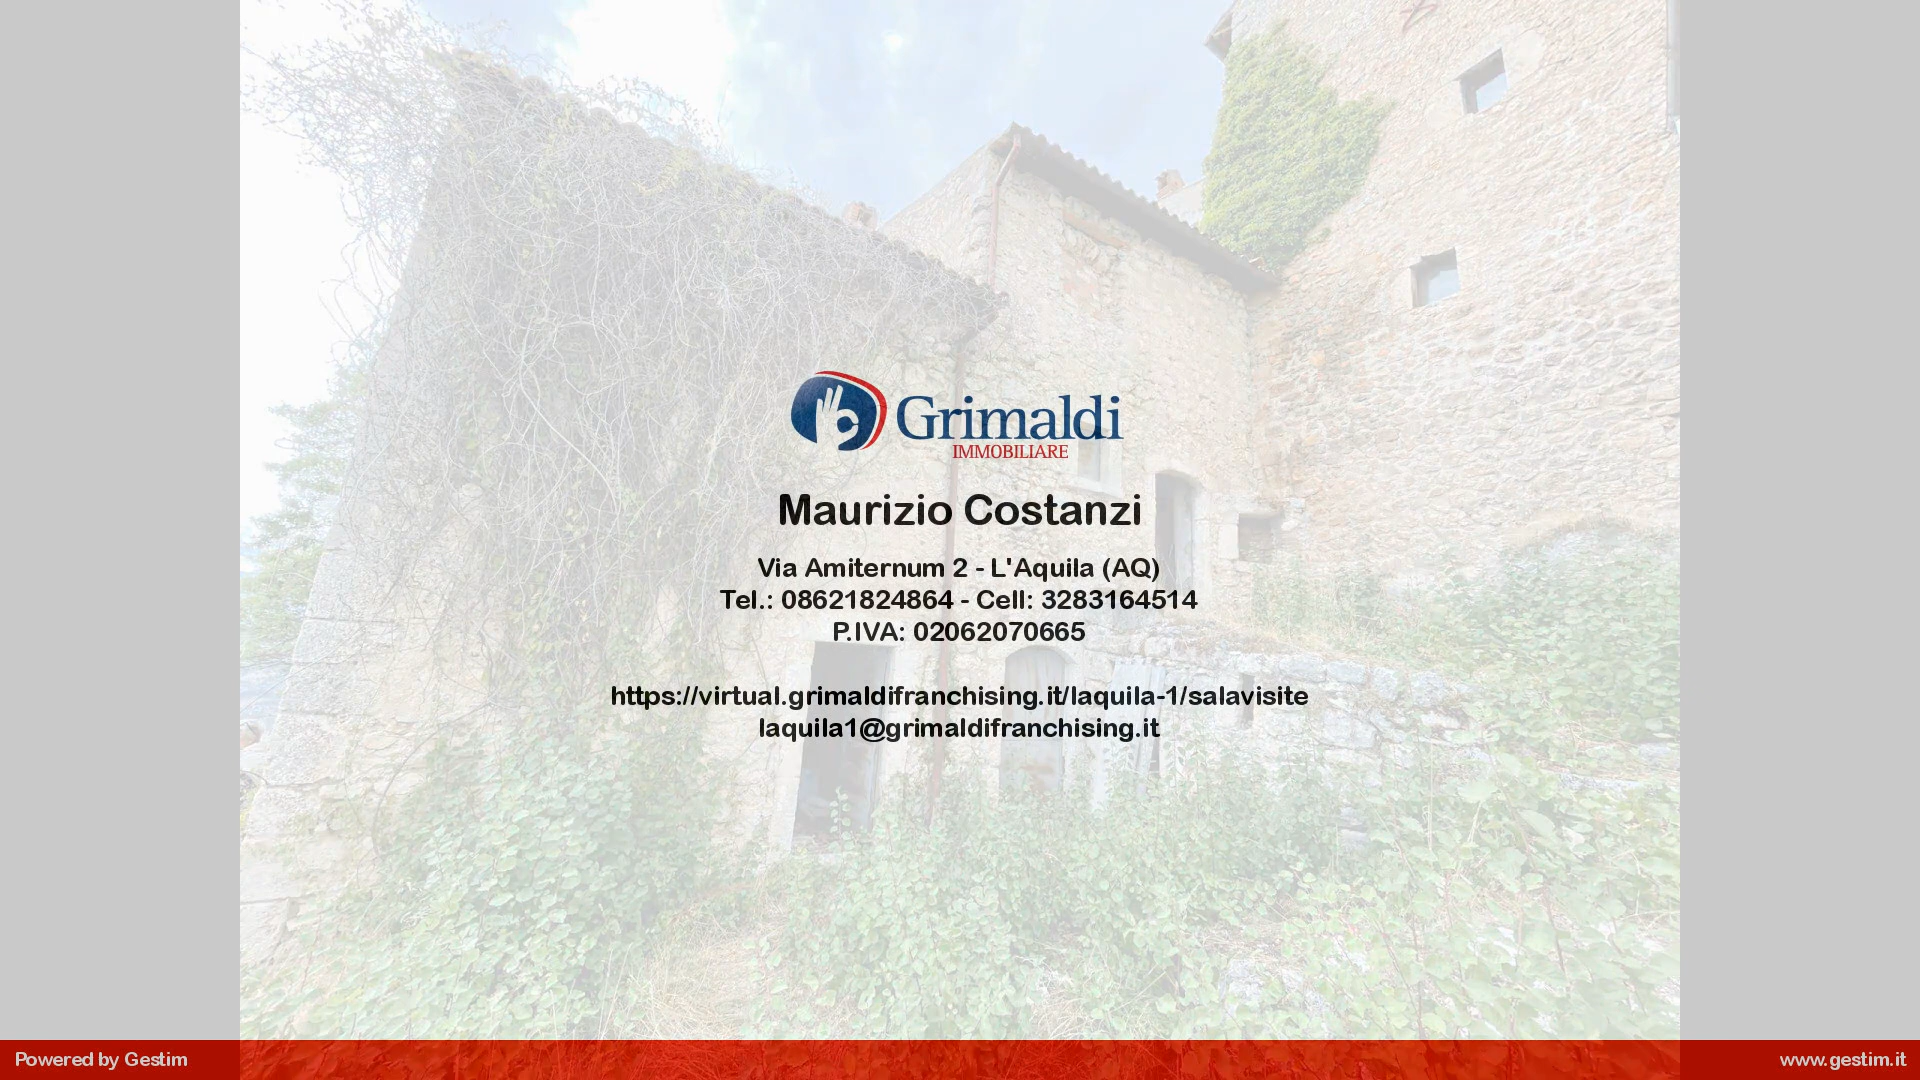 Grimaldi
IMMOBILIARE
Maurizio Costanzi
Via Amiternum 2 - L'Aquila (AQ)
Tel.: 08621824864 - Cell: 3283164514
P.IVA: 02062070665
https://virtual.grimaldifranchising.it/laquila-1/salavisite
laquila1@grimaldifranchising.it
Powered by Gestim
www.gestim.it